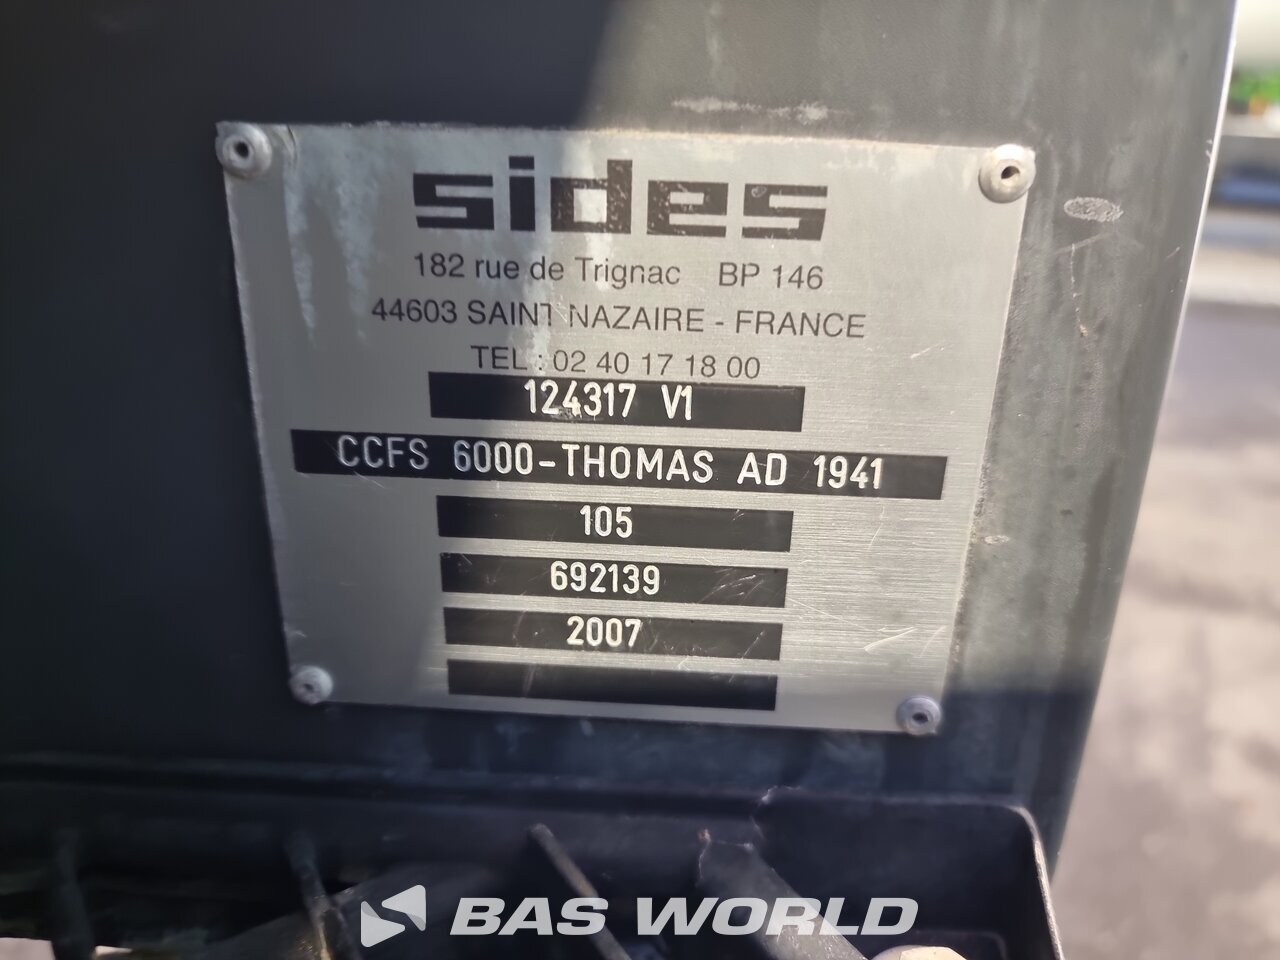 sides
182 rue de Trignac BP 146
44603 SAINT NAZAIRE - FRANCE
TEL : 02 40 17 18 00
124317 V1
CCFS 6000-THOMAS AD 1941
105
692139
2007
BAS WORLD